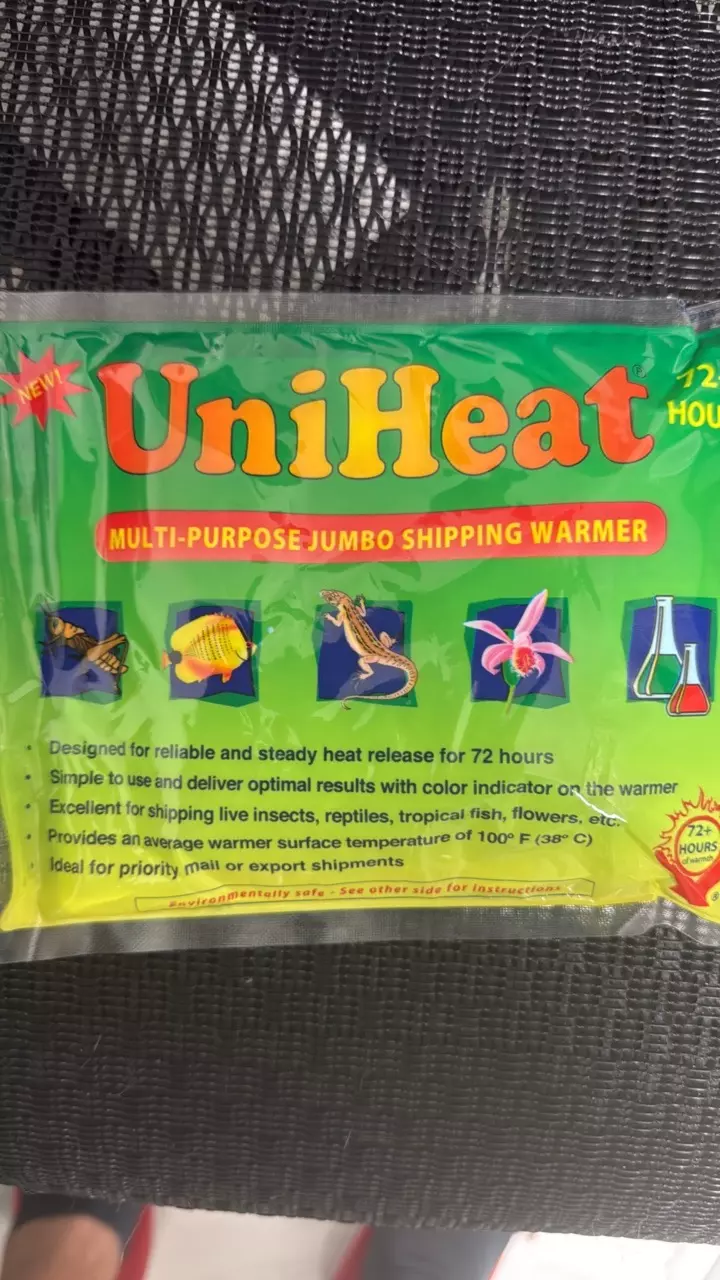 NEW!
UniHeat®
72+
HOU
MULTI-PURPOSE JUMBO SHIPPING WARMER
• Designed for reliable and steady heat release for 72 hours
• Simple to use and deliver optimal results with color indicator on the warmer
• Excellent for shipping live insects, reptiles, tropical fish, flowers, etc.
• Provides an average warmer surface temperature of 100° F (38° C)
• Ideal for priority mail or export shipments
72+
HOURS
of warmth
®
Environmentally safe - See other side for instructions